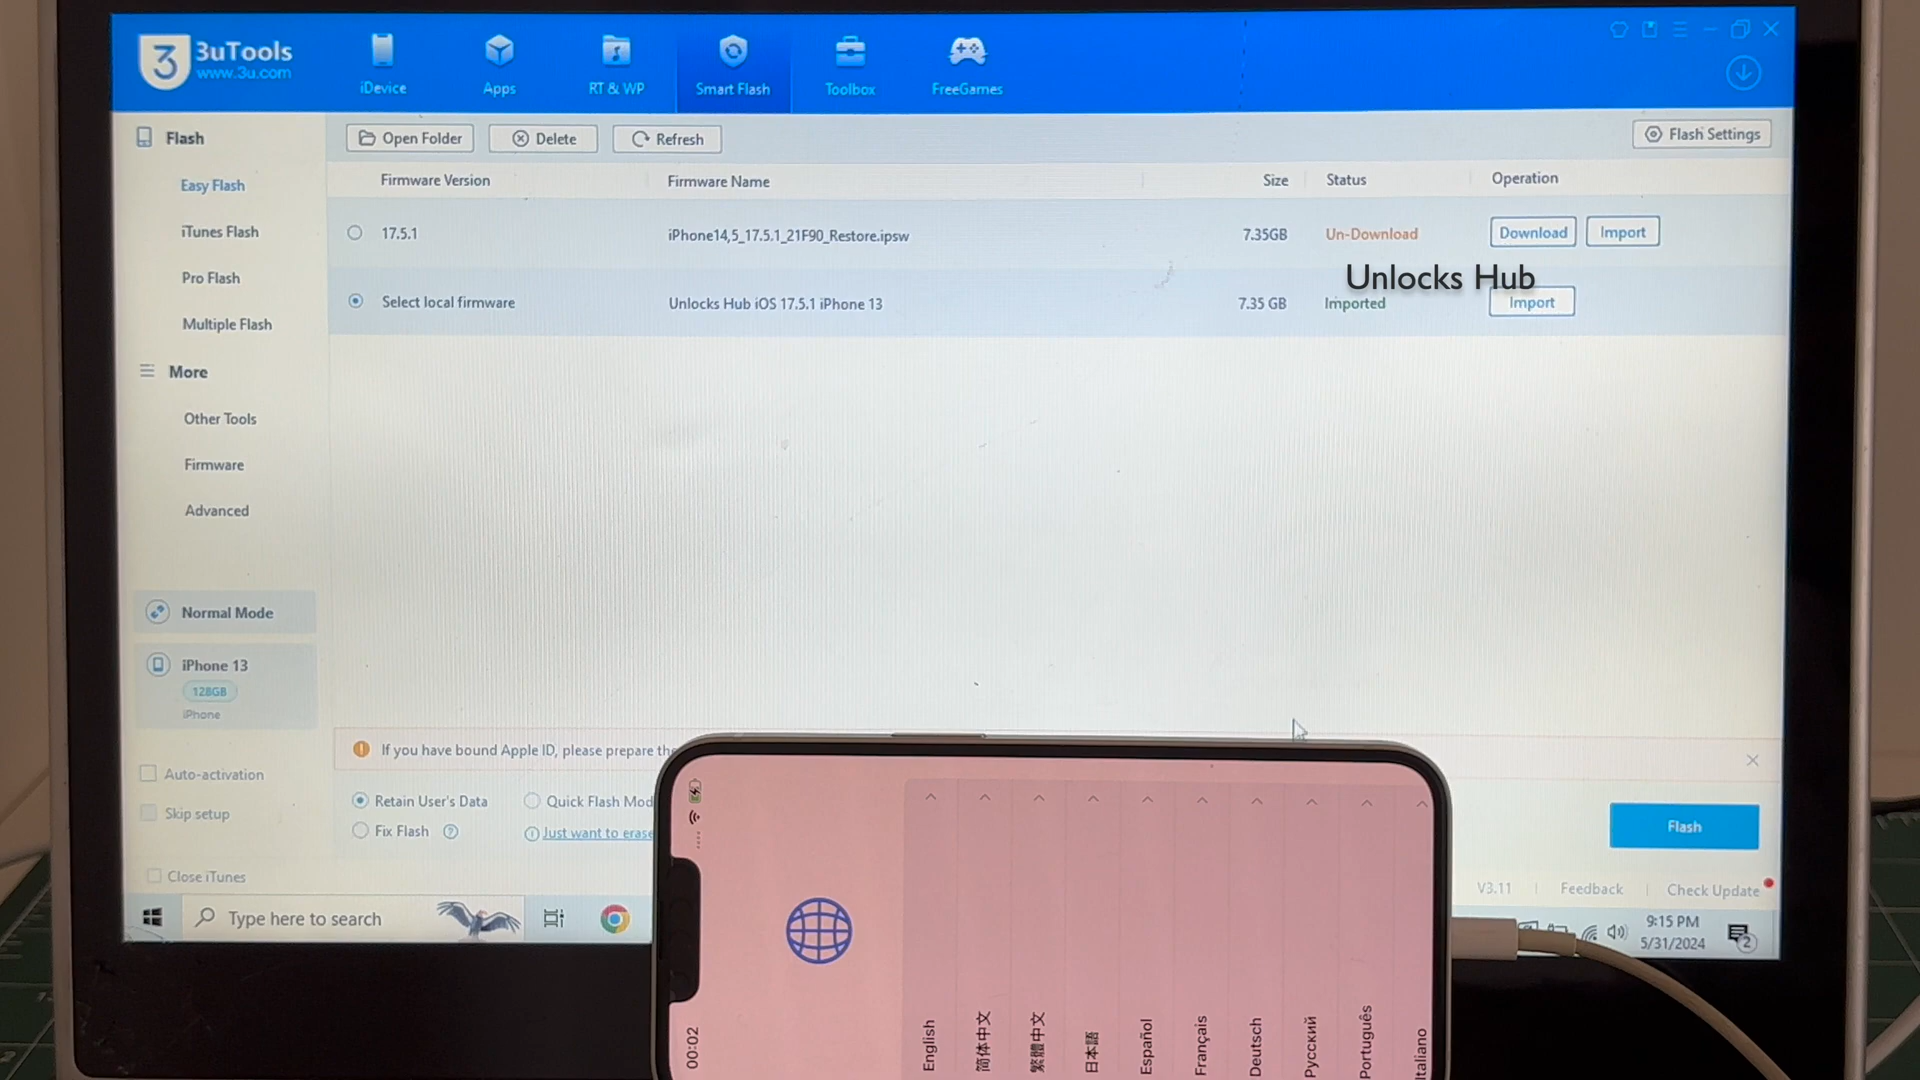 3uTools
www.3u.com
iDevice
Apps
RT & WP
Smart Flash
Toolbox
FreeGames
Flash
Easy Flash
iTunes Flash
Pro Flash
Multiple Flash
More
Other Tools
Firmware
Advanced
Normal Mode
iPhone 13
128GB
iPhone
Auto-activation
Skip setup
Close iTunes
Open Folder
Delete
Refresh
Flash Settings
Firmware Version Firmware Name Size Status Operation
17.5.1 iPhone14,5_17.5.1_21F90_Restore.ipsw 7.35GB Un-Download Download Import
Unlocks Hub
Select local firmware Unlocks Hub iOS 17.5.1 iPhone 13 7.35 GB Imported Import
If you have bound Apple ID, please prepare the
Retain User's Data Quick Flash Mod
Fix Flash Just want to erase
Flash
V3.11 Feedback Check Update
Type here to search
9:15 PM
5/31/2024
2
00:02
English
简体中文
繁體中文
日本語
Español
Français
Deutsch
Русский
Português
Italiano